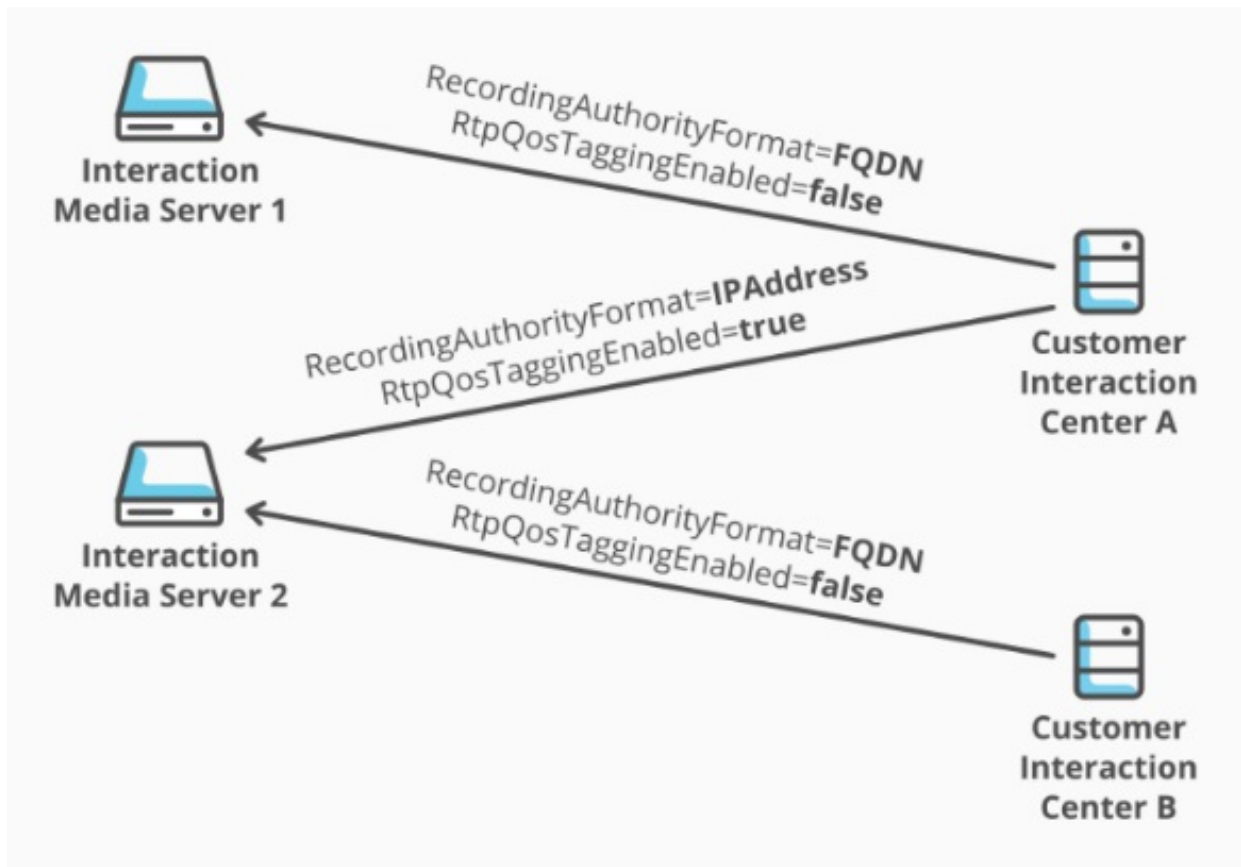 RecordingAuthorityFormat=FQDN
RtpQosTaggingEnabled=false
Interaction
Media Server 1
RecordingAuthorityFormat=IPAddress
RtpQosTaggingEnabled=true
Customer
Interaction
Center A
RecordingAuthorityFormat=FQDN
RtpQosTaggingEnabled=false
Interaction
Media Server 2
Customer
Interaction
Center B